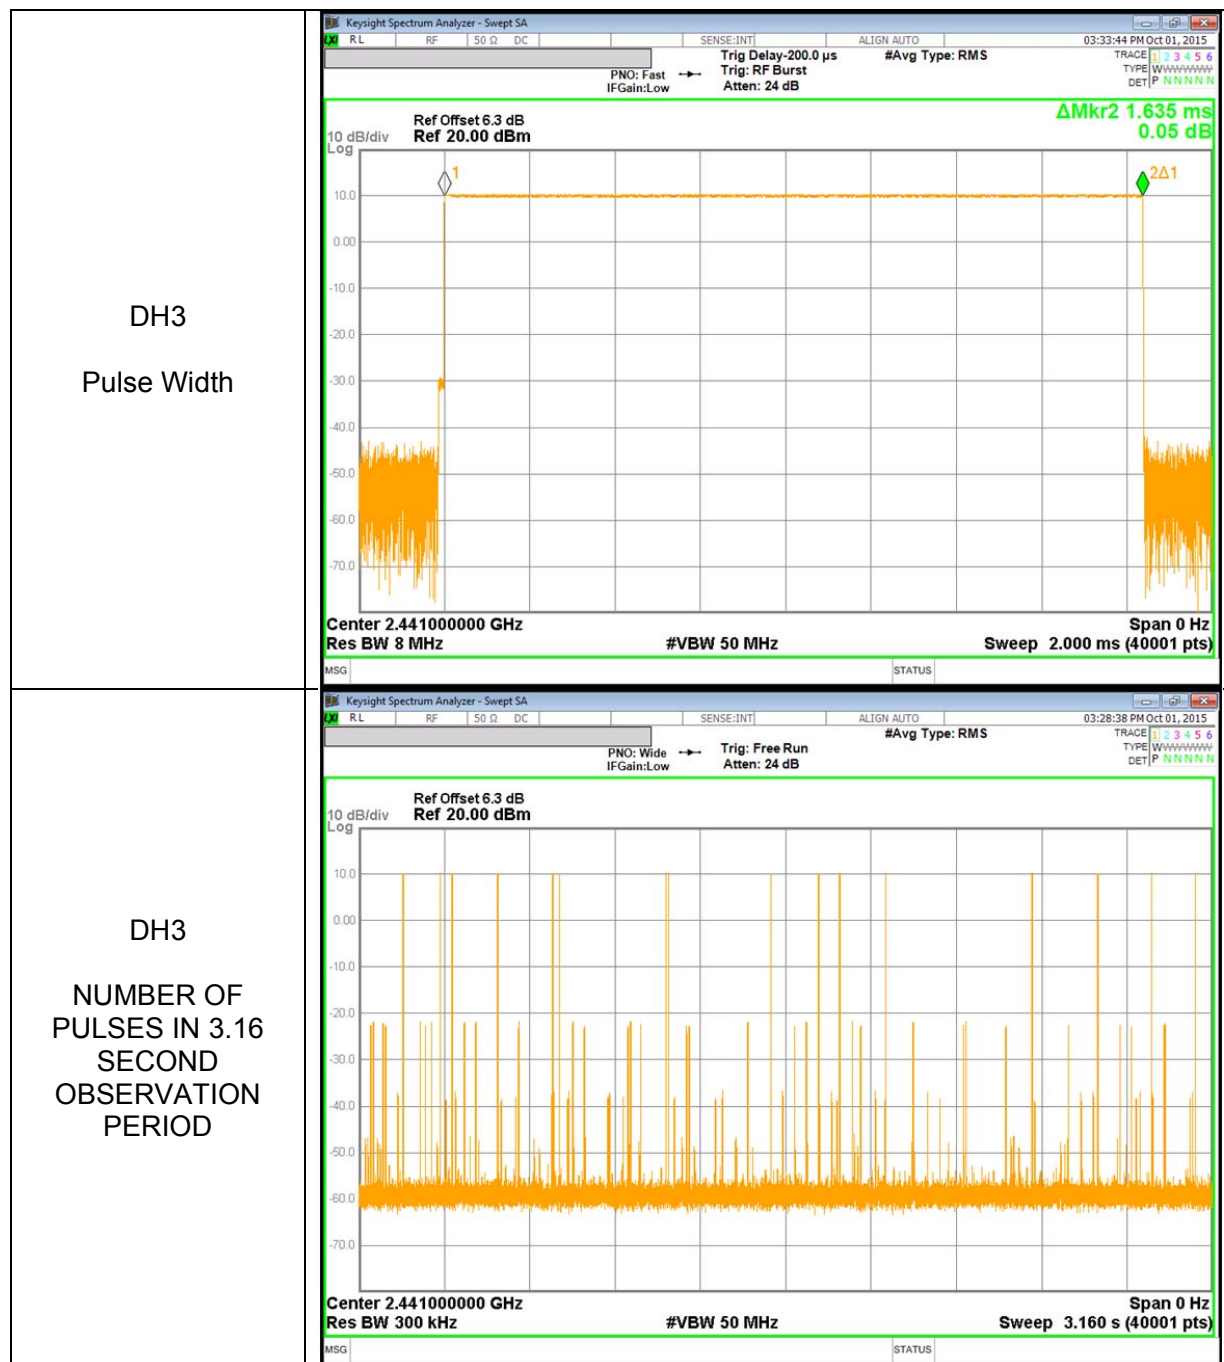 DH3
Pulse Width
Keysight Spectrum Analyzer - Swept SA
LXI RL RF 50 Ω DC SENSE:INT ALIGN AUTO 03:33:44 PM Oct 01, 2015
Trig Delay-200.0 µs #Avg Type: RMS TRACE 1 2 3 4 5 6
PNO: Fast Trig: RF Burst TYPE WWWWWWW
IFGain:Low Atten: 24 dB DET P N N N N N
ΔMkr2 1.635 ms
Ref Offset 6.3 dB
10 dB/div Ref 20.00 dBm 0.05 dB
Log
1
2Δ1
10.0
0.00
-10.0
-20.0
-30.0
-40.0
-50.0
-60.0
-70.0
Center 2.441000000 GHz Span 0 Hz
Res BW 8 MHz #VBW 50 MHz Sweep 2.000 ms (40001 pts)
MSG STATUS
DH3
NUMBER OF
PULSES IN 3.16
SECOND
OBSERVATION
PERIOD
Keysight Spectrum Analyzer - Swept SA
LXI RL RF 50 Ω DC SENSE:INT ALIGN AUTO 03:28:38 PM Oct 01, 2015
#Avg Type: RMS TRACE 1 2 3 4 5 6
PNO: Wide Trig: Free Run TYPE WWWWWWW
IFGain:Low Atten: 24 dB DET P N N N N N
Ref Offset 6.3 dB
10 dB/div Ref 20.00 dBm
Log
10.0
0.00
-10.0
-20.0
-30.0
-40.0
-50.0
-60.0
-70.0
Center 2.441000000 GHz Span 0 Hz
Res BW 300 kHz #VBW 50 MHz Sweep 3.160 s (40001 pts)
MSG STATUS